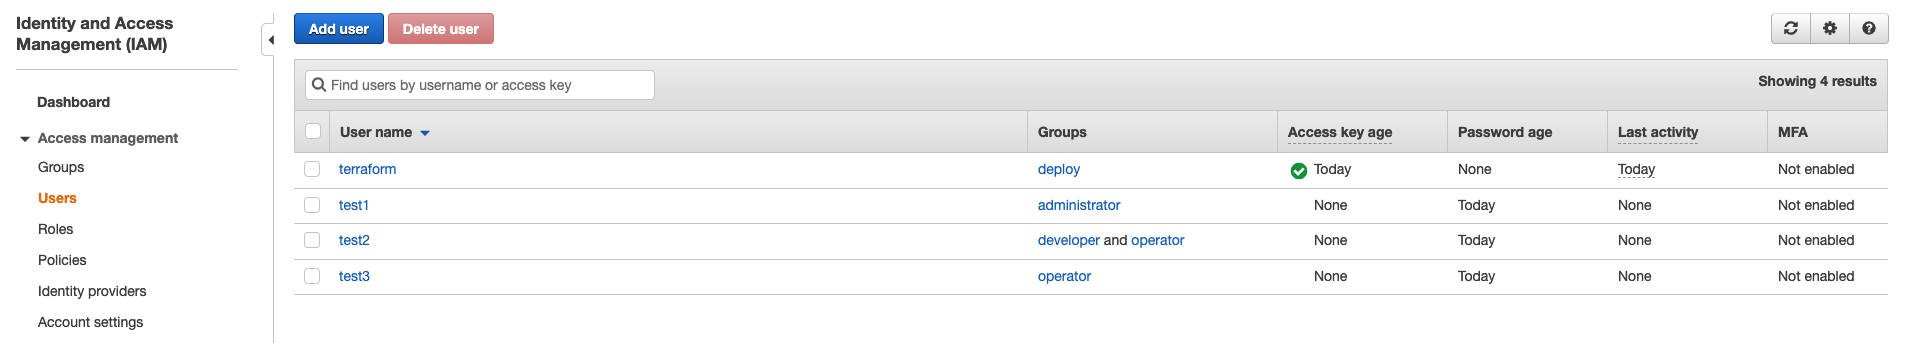 Identity and Access
Management (IAM)
Dashboard
Access management
Groups
Users
Roles
Policies
Identity providers
Account settings
Add user Delete user
Find users by username or access key Showing 4 results
User name Groups Access key age Password age Last activity MFA
terraform deploy Today None Today Not enabled
test1 administrator None Today None Not enabled
test2 developer and operator None Today None Not enabled
test3 operator None Today None Not enabled